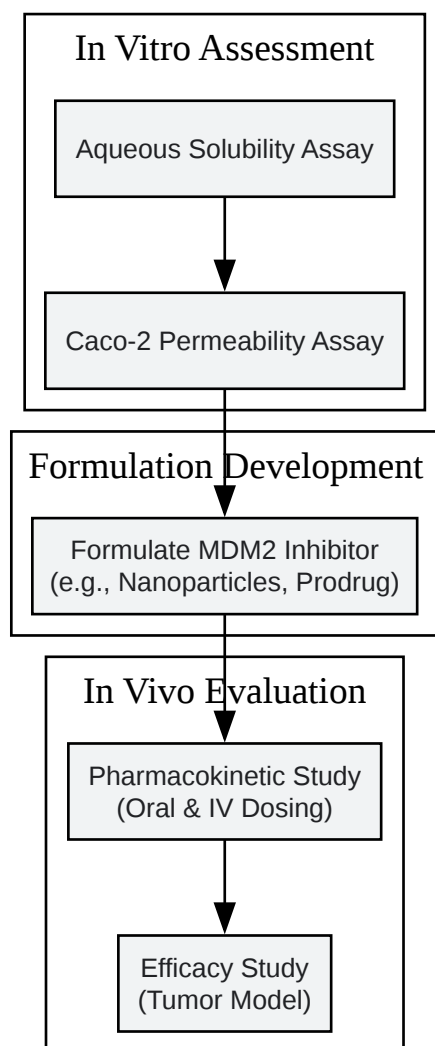 In Vitro Assessment
Aqueous Solubility Assay
Caco-2 Permeability Assay
Formulation Development
Formulate MDM2 Inhibitor
(e.g., Nanoparticles, Prodrug)
In Vivo Evaluation
Pharmacokinetic Study
(Oral & IV Dosing)
Efficacy Study
(Tumor Model)